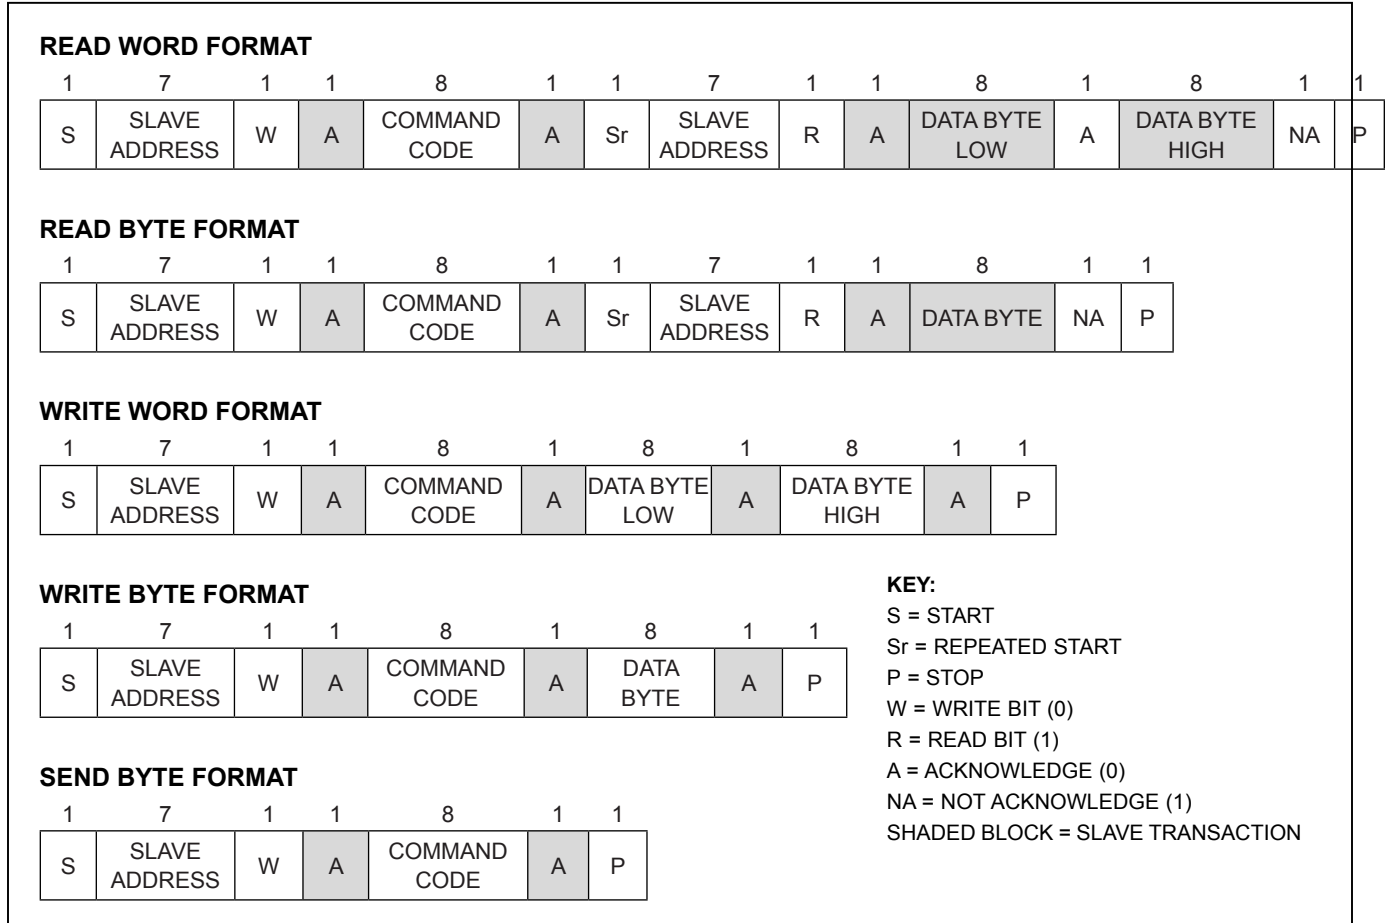 READ WORD FORMAT
1 7 1 1 8 1 1 7 1 1 8 1 8 1 1
S SLAVE ADDRESS W A COMMAND CODE A Sr SLAVE ADDRESS R A DATA BYTE LOW A DATA BYTE HIGH NA P
READ BYTE FORMAT
1 7 1 1 8 1 1 7 1 1 8 1 1
S SLAVE ADDRESS W A COMMAND CODE A Sr SLAVE ADDRESS R A DATA BYTE NA P
WRITE WORD FORMAT
1 7 1 1 8 1 8 1 8 1 1
S SLAVE ADDRESS W A COMMAND CODE A DATA BYTE LOW A DATA BYTE HIGH A P
WRITE BYTE FORMAT
1 7 1 1 8 1 8 1 1
S SLAVE ADDRESS W A COMMAND CODE A DATA BYTE A P
SEND BYTE FORMAT
1 7 1 1 8 1 1
S SLAVE ADDRESS W A COMMAND CODE A P
KEY:
S = START
Sr = REPEATED START
P = STOP
W = WRITE BIT (0)
R = READ BIT (1)
A = ACKNOWLEDGE (0)
NA = NOT ACKNOWLEDGE (1)
SHADED BLOCK = SLAVE TRANSACTION